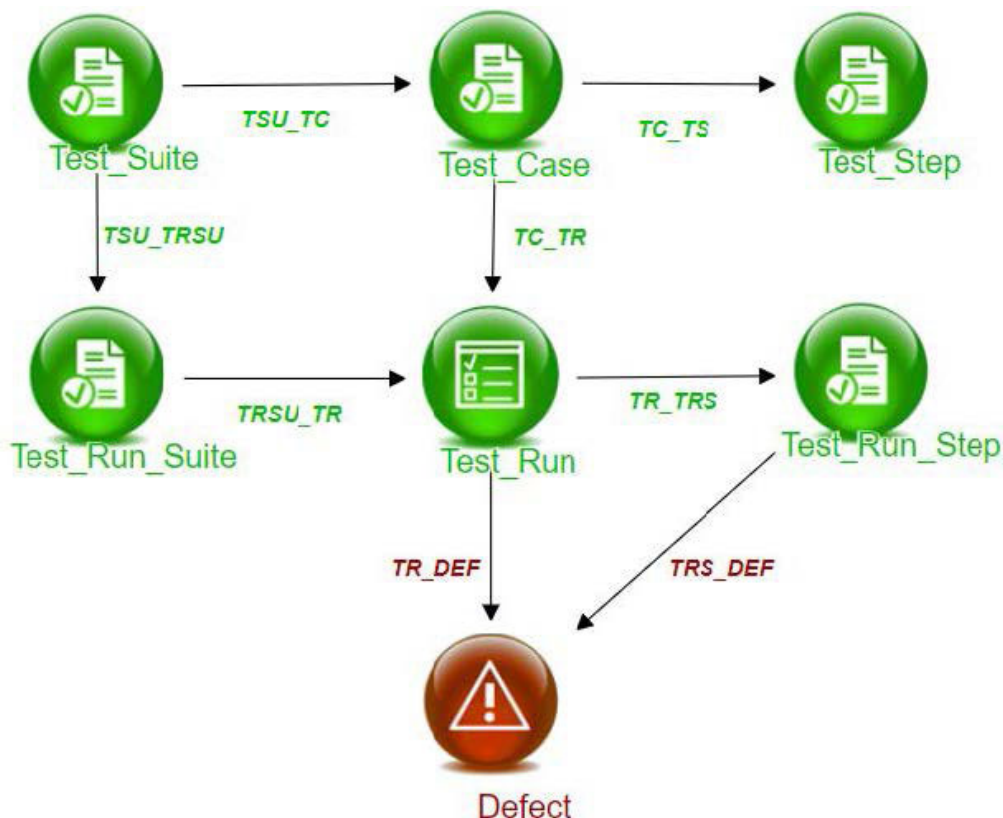 TSU_TC
TC_TS
Test_Suite
Test_Case
Test_Step
TSU_TRSU
TC_TR
TRSU_TR
TR_TRS
Test_Run_Suite
Test_Run
Test_Run_Step
TR_DEF
TRS_DEF
Defect